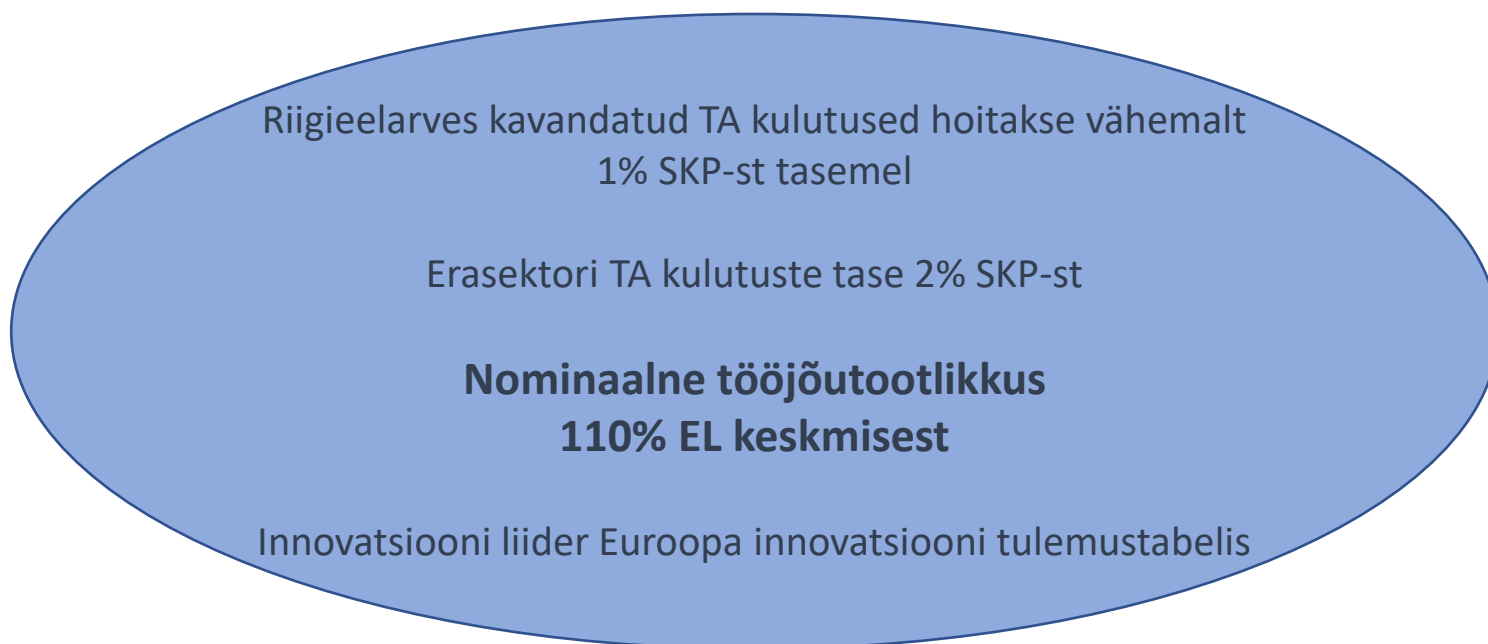 Riigieelarves kavandatud TA kulutused hoitakse vähemalt
1% SKP-st tasemel
Erasektori TA kulutuste tase 2% SKP-st
Nominaalne tööjõutootlikkus
110% EL keskmisest
Innovatsiooni liider Euroopa innovatsiooni tulemustabelis